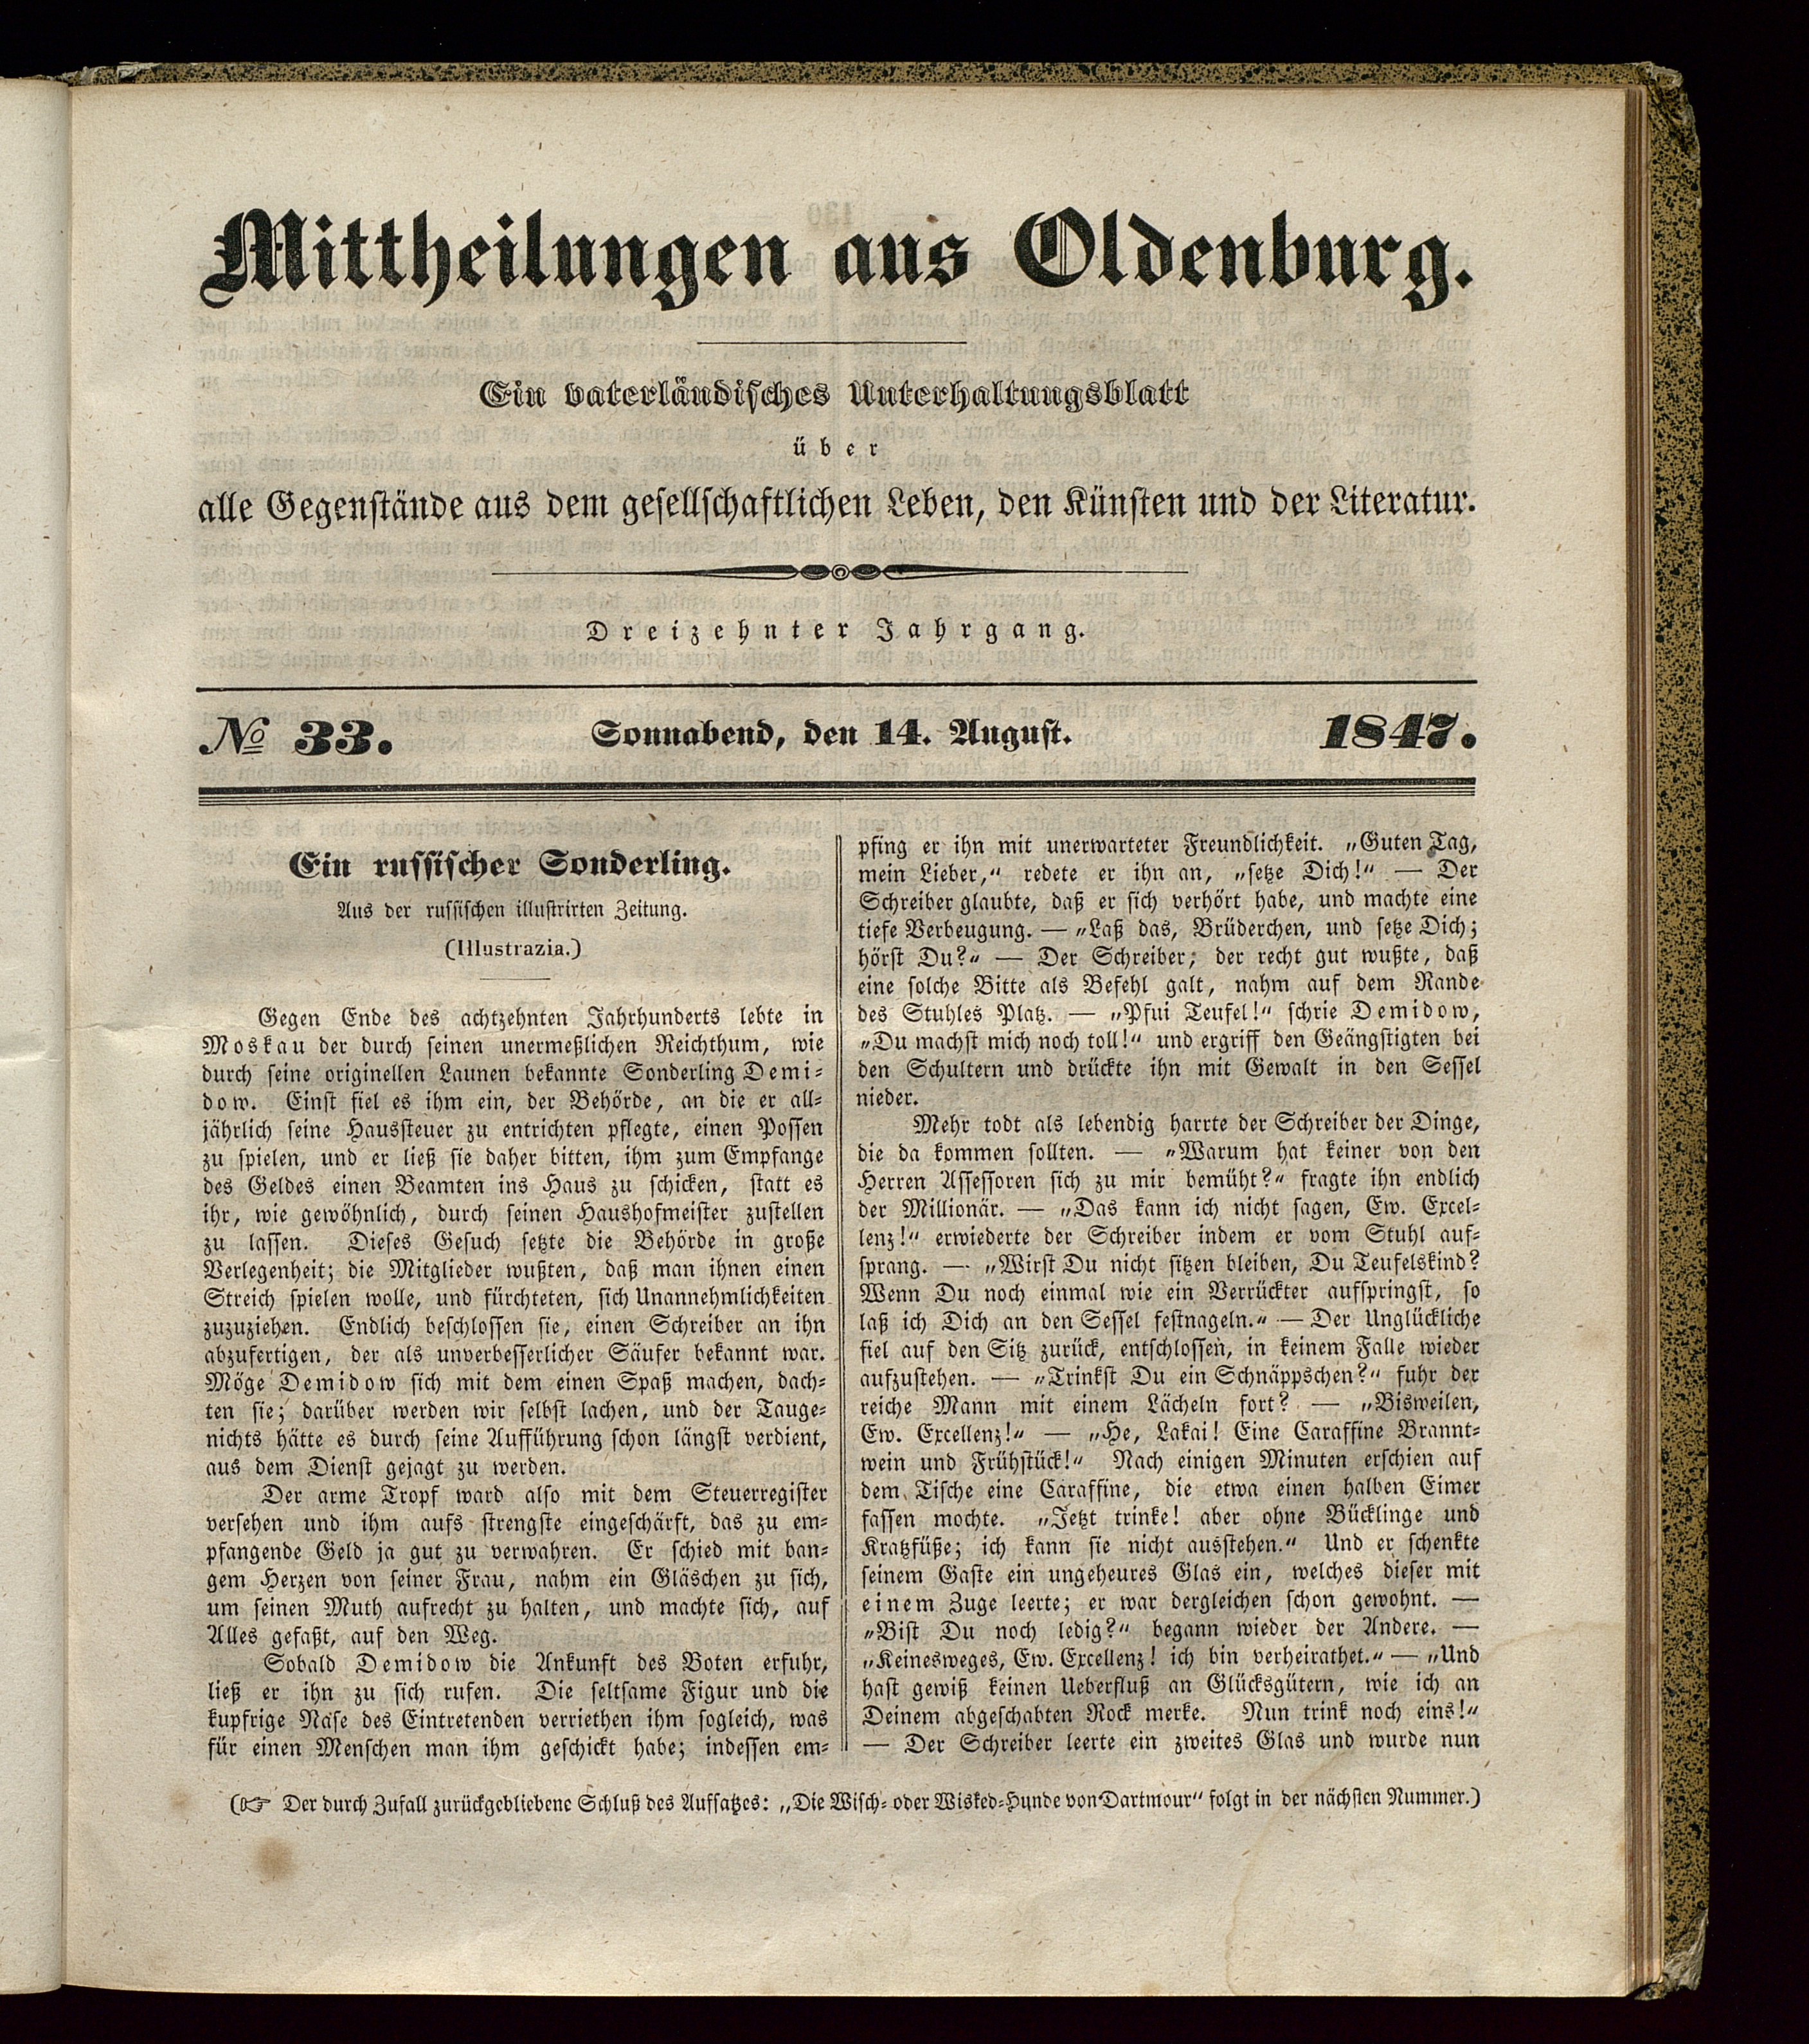 Mittheilungen aus Oldenburg.
Ein vaterländisches Unterhaltungsblatt
über
alle Gegenstände aus dem gesellschaftlichen Leben, den Künsten und der Literatur.
Dreizehnter Jahrgang.
No 33. Sonnabend, den 14. August. 1847.
Ein russischer Sonderling.
Aus der russischen illustrirten Zeitung.
(Illustrazia.)
Gegen Ende des achtzehnten Jahrhunderts lebte in
Moskau der durch seinen unermeßlichen Reichthum, wie
durch seine originellen Launen bekannte Sonderling Demi-
dow. Einst fiel es ihm ein, der Behörde, an die er all-
jährlich seine Haussteuer zu entrichten pflegte, einen Possen
zu spielen, und er ließ sie daher bitten, ihm zum Empfange
des Geldes einen Beamten ins Haus zu schicken, statt es
ihr, wie gewöhnlich, durch seinen Haushofmeister zustellen
zu lassen. Dieses Gesuch setzte die Behörde in große
Verlegenheit; die Mitglieder wußten, daß man ihnen einen
Streich spielen wolle, und fürchteten, sich Unannehmlichkeiten
zuzuziehen. Endlich beschlossen sie, einen Schreiber an ihn
abzufertigen, der als unverbesserlicher Säufer bekannt war.
Möge Demidow sich mit dem einen Spaß machen, dach-
ten sie; darüber werden wir selbst lachen, und der Tauge-
nichts hätte es durch seine Aufführung schon längst verdient,
aus dem Dienst gejagt zu werden.
Der arme Tropf ward also mit dem Steuerregister
versehen und ihm aufs strengste eingeschärft, das zu em-
pfangende Geld ja gut zu verwahren. Er schied mit ban-
gem Herzen von seiner Frau, nahm ein Gläschen zu sich,
um seinen Muth aufrecht zu halten, und machte sich, auf
Alles gefaßt, auf den Weg.
Sobald Demidow die Ankunft des Boten erfuhr,
ließ er ihn zu sich rufen. Die seltsame Figur und die
kupfrige Nase des Eintretenden verriethen ihm sogleich, was
für einen Menschen man ihm geschickt habe; indessen em-
pfing er ihn mit unerwarteter Freundlichkeit. „Guten Tag,
mein Lieber,“ redete er ihn an, „setze Dich!“ — Der
Schreiber glaubte, daß er sich verhört habe, und machte eine
tiefe Verbeugung. — „Laß das, Brüderchen, und setze Dich;
hörst Du?“ — Der Schreiber, der recht gut wußte, daß
eine solche Bitte als Befehl galt, nahm auf dem Rande
des Stuhles Platz. — „Pfui Teufel!“ schrie Demidow,
„Du machst mich noch toll!“ und ergriff den Geängstigten bei
den Schultern und drückte ihn mit Gewalt in den Sessel
nieder.
Mehr todt als lebendig harrte der Schreiber der Dinge,
die da kommen sollten. — „Warum hat keiner von den
Herren Assessoren sich zu mir bemüht?“ fragte ihn endlich
der Millionär. — „Das kann ich nicht sagen, Ew. Excel-
lenz!“ erwiederte der Schreiber indem er vom Stuhl auf-
sprang. — „Wirst Du nicht sitzen bleiben, Du Teufelskind?
Wenn Du noch einmal wie ein Verrückter aufspringst, so
laß ich Dich an den Sessel festnageln.“ — Der Unglückliche
fiel auf den Sitz zurück, entschlossen, in keinem Falle wieder
aufzustehen. — „Trinkst Du ein Schnäppschen?“ fuhr der
reiche Mann mit einem Lächeln fort? — „Bisweilen,
Ew. Excellenz!“ — „He, Lakai! Eine Caraffine Brannt-
wein und Frühstück!“ Nach einigen Minuten erschien auf
dem Tische eine Caraffine, die etwa einen halben Eimer
fassen mochte. „Jetzt trinke! aber ohne Bücklinge und
Kratzfüße; ich kann sie nicht ausstehen.“ Und er schenkte
seinem Gaste ein ungeheures Glas ein, welches dieser mit
einem Zuge leerte; er war dergleichen schon gewohnt. —
„Bist Du noch ledig?“ begann wieder der Andere. —
„Keinesweges, Ew. Excellenz! ich bin verheirathet.“ — „Und
hast gewiß keinen Ueberfluß an Glücksgütern, wie ich an
Deinem abgeschabten Rock merke. Nun trink noch eins!“
— Der Schreiber leerte ein zweites Glas und wurde nun
(☞ Der durch Zufall zurückgebliebene Schluß des Aufsatzes: „Die Wisch- oder Wisked-Hunde von Dartmour“ folgt in der nächsten Nummer.)